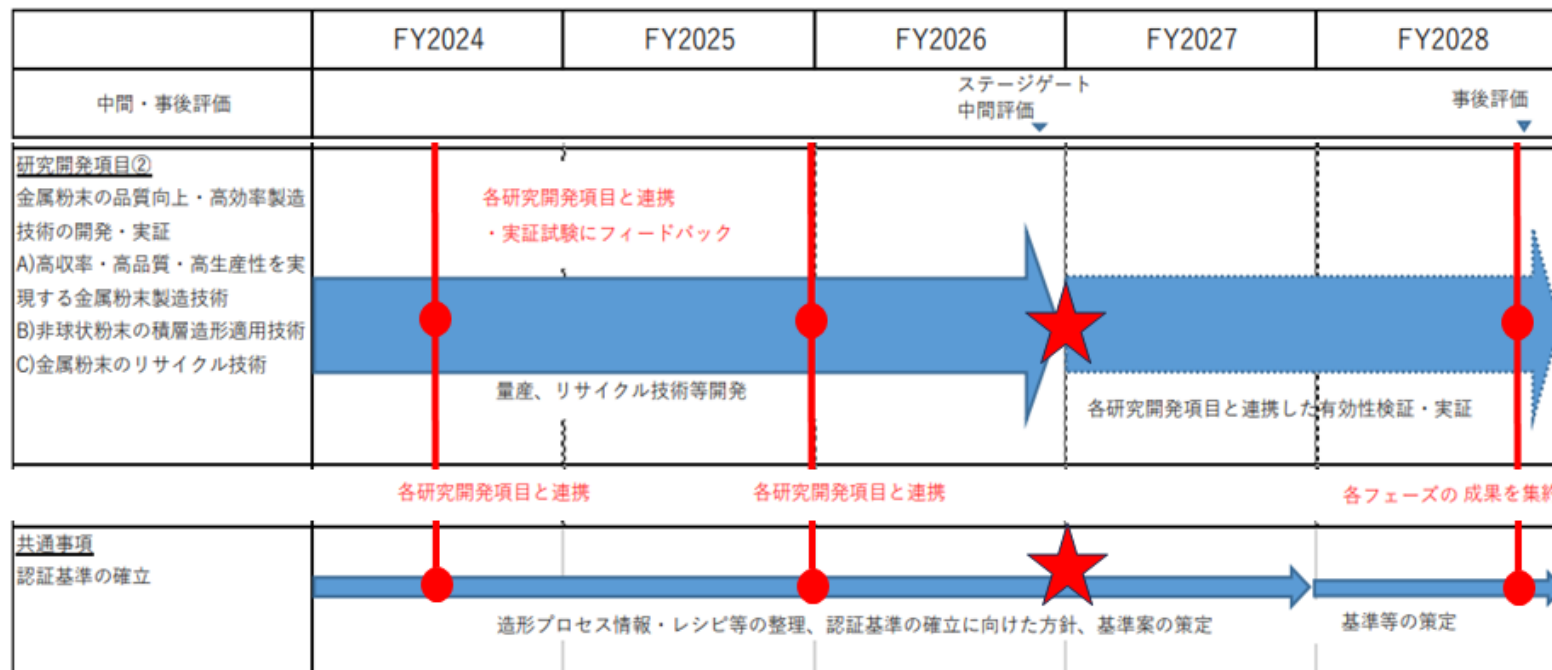 FY2024 FY2025 FY2026 FY2027 FY2028
中間・事後評価
ステージゲート
中間評価
事後評価
研究開発項目②
金属粉末の品質向上・高効率製造
技術の開発・実証
A)高収率・高品質・高生産性を実
現する金属粉末製造技術
B)非球状粉末の積層造形適用技術
C)金属粉末のリサイクル技術
各研究開発項目と連携
・実証試験にフィードバック
量産、リサイクル技術等開発
各研究開発項目と連携した有効性検証・実証
各研究開発項目と連携
各研究開発項目と連携
各フェーズの 成果を集約
共通事項
認証基準の確立
造形プロセス情報・レシピ等の整理、認証基準の確立に向けた方針、基準案の策定
基準等の策定